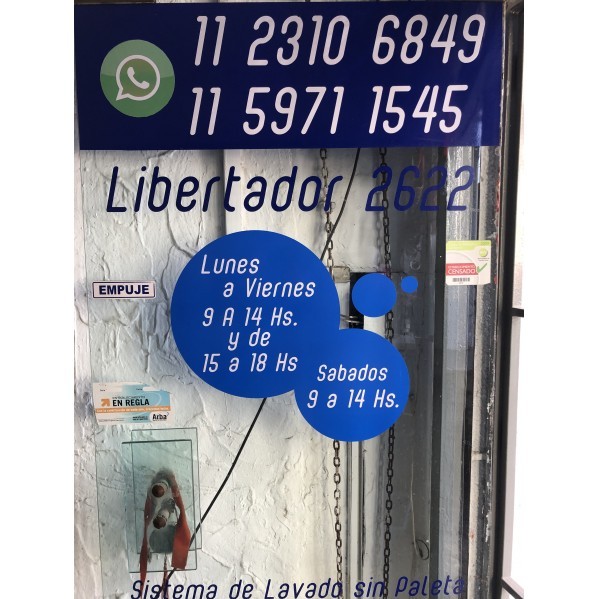 11 2310 6849
11 5971 1545
Libertador 2622
Lunes
a Viernes
9 A 14 Hs.
y de
15 a 18 Hs
Sabados
9 a 14 Hs.
EMPUJE
CENSADO
EN REGLA
Arba
Sistema de Lavado sin Paleta